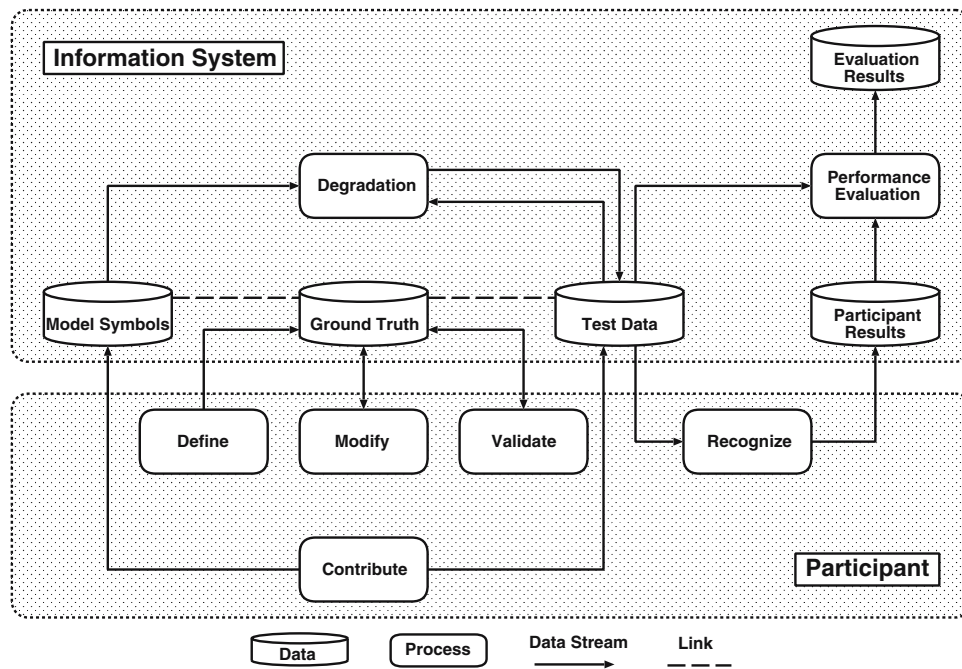 Information System
Evaluation
Results
Degradation
Performance
Evaluation
Model Symbols
Ground Truth
Test Data
Participant
Results
Define
Modify
Validate
Recognize
Contribute
Participant
Data
Process
Data Stream
Link